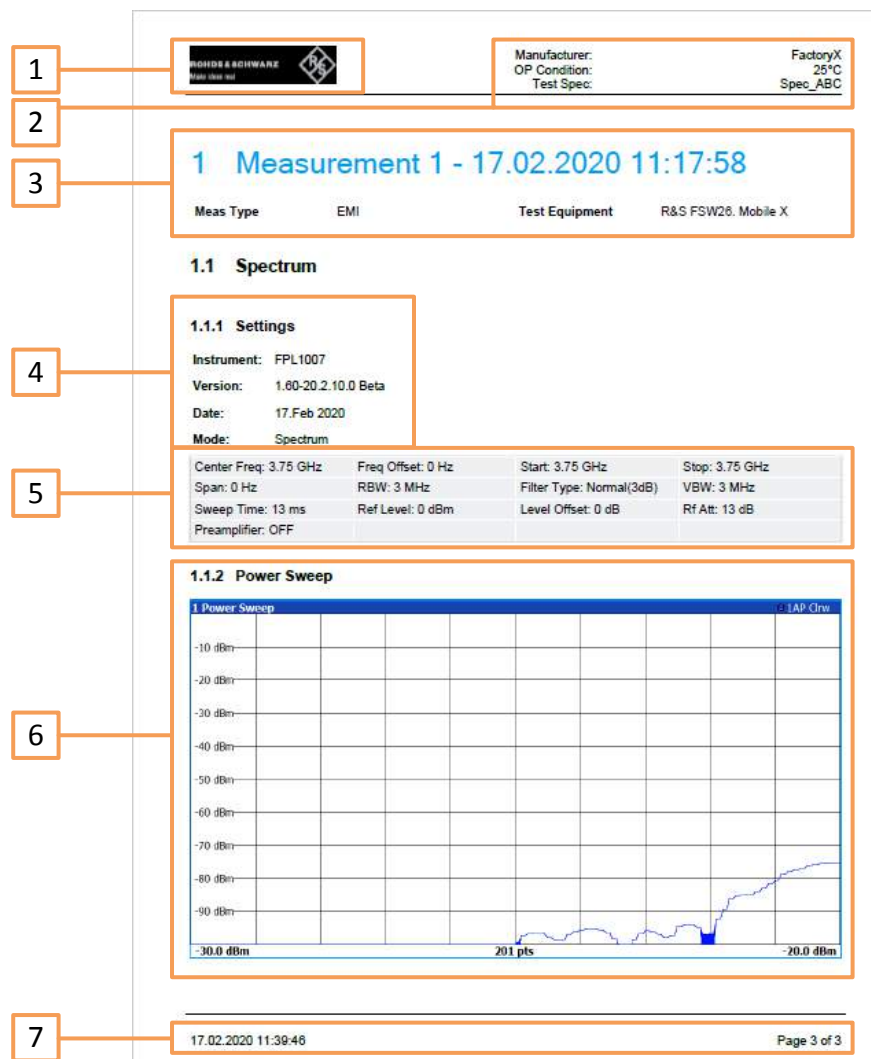 1
ROHDE & SCHWARZ
Make ideas real
R&S
Manufacturer: FactoryX
OP Condition: 25°C
Test Spec: Spec_ABC
2
3
1 Measurement 1 - 17.02.2020 11:17:58
Meas Type EMI Test Equipment R&S FSW26. Mobile X
1.1 Spectrum
4
1.1.1 Settings
Instrument: FPL1007
Version: 1.60-20.2.10.0 Beta
Date: 17.Feb 2020
Mode: Spectrum
5
Center Freq: 3.75 GHz Freq Offset: 0 Hz Start: 3.75 GHz Stop: 3.75 GHz
Span: 0 Hz RBW: 3 MHz Filter Type: Normal(3dB) VBW: 3 MHz
Sweep Time: 13 ms Ref Level: 0 dBm Level Offset: 0 dB Rf Att: 13 dB
Preamplifier: OFF
6
1.1.2 Power Sweep
1 Power Sweep 1AP Clrw
-10 dBm
-20 dBm
-30 dBm
-40 dBm
-50 dBm
-60 dBm
-70 dBm
-80 dBm
-90 dBm
-30.0 dBm 201 pts -20.0 dBm
7
17.02.2020 11:39:46 Page 3 of 3